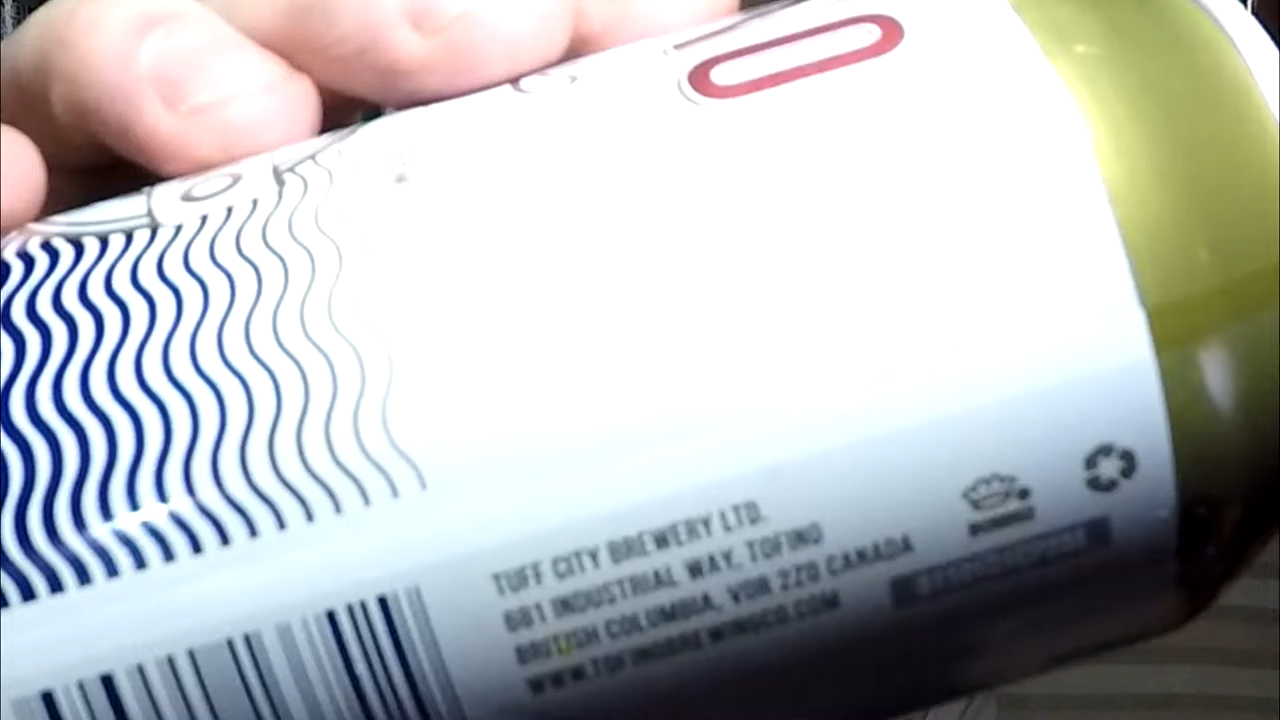 O
TUFF CITY BREWERY LTD.
681 INDUSTRIAL WAY, TOFINO
BRITISH COLUMBIA, V0R 2Z0 CANADA
WWW.TOFINOBREWINGCO.COM